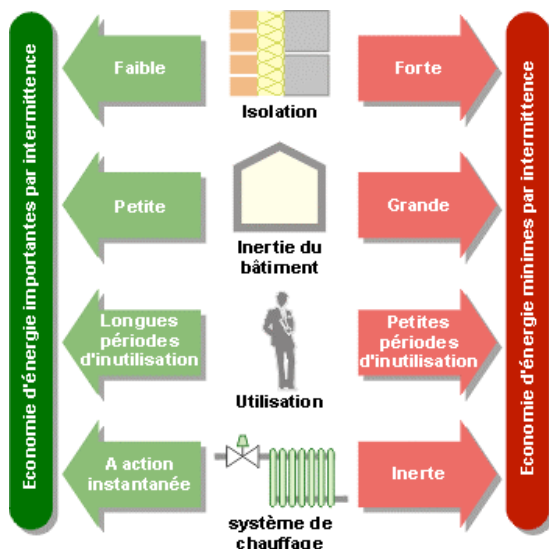 Economie d'énergie importantes par intermittence
Faible
Isolation
Forte
Petite
Inertie du
bâtiment
Grande
Longues
périodes
d'inutilisation
Utilisation
Petites
périodes
d'inutilisation
A action
instantanée
système de
chauffage
Inerte
Economie d'énergie minimes par intermittence